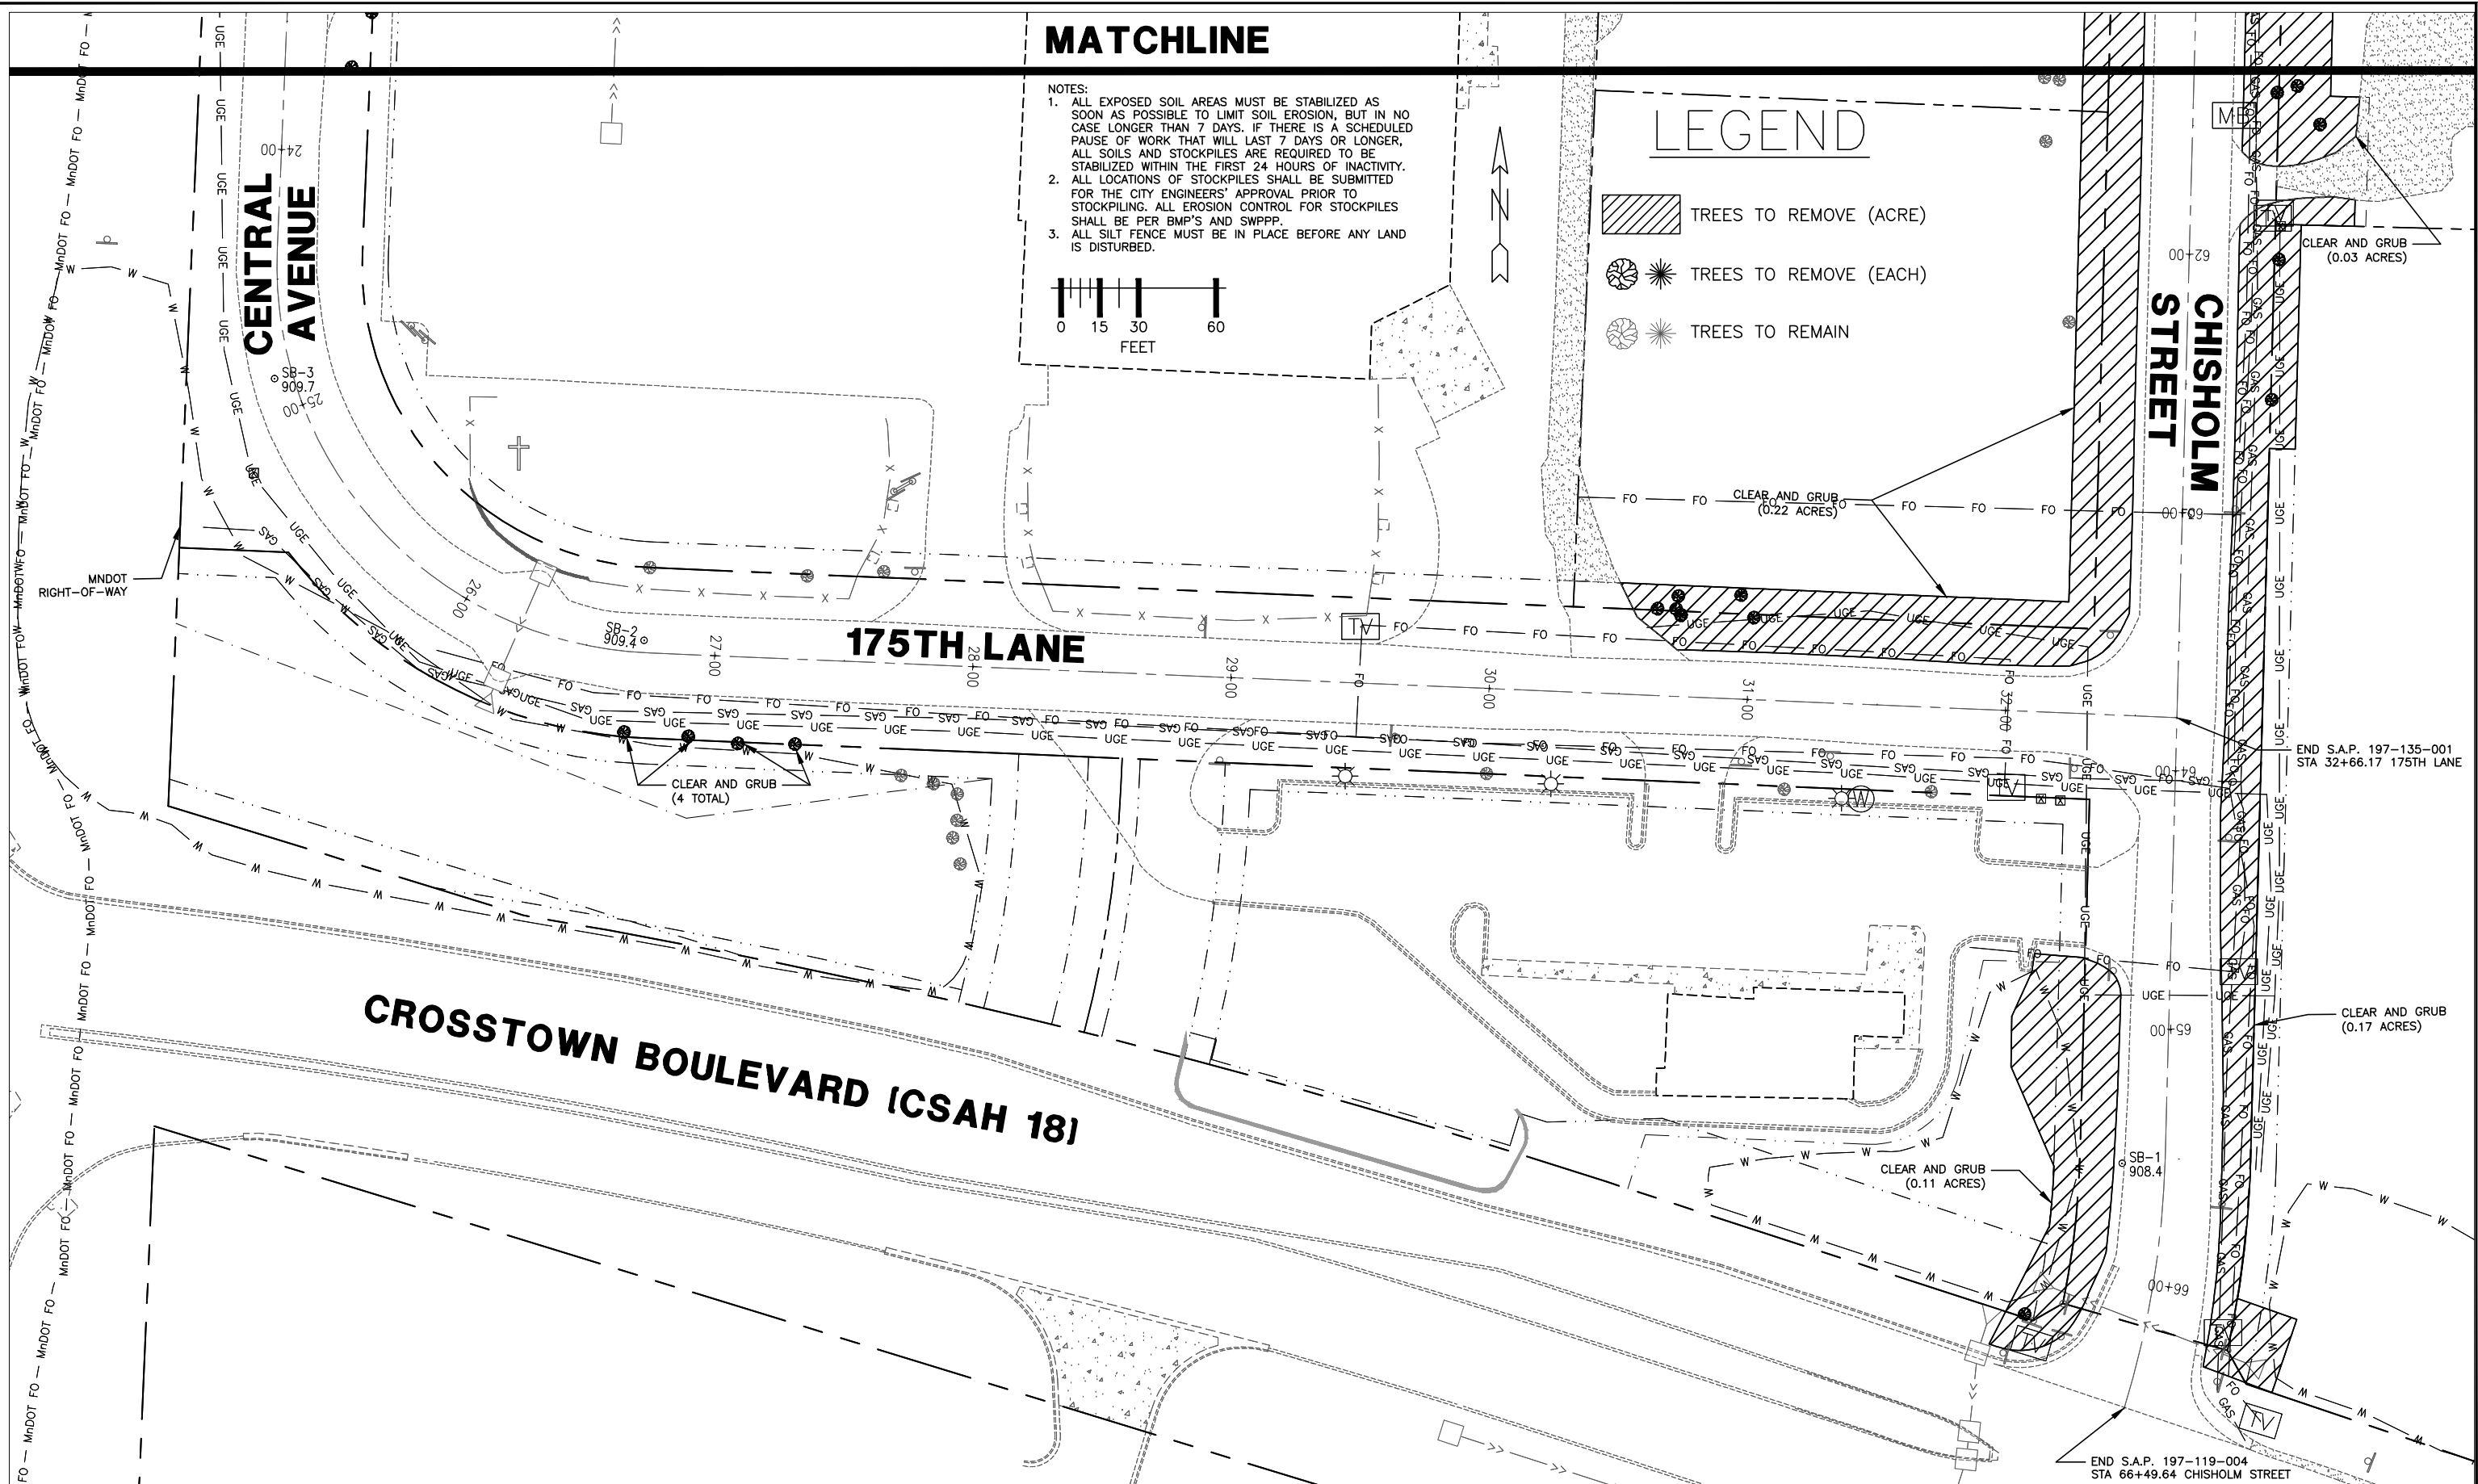 MATCHLINE
NOTES:
1. ALL EXPOSED SOIL AREAS MUST BE STABILIZED AS
SOON AS POSSIBLE TO LIMIT SOIL EROSION, BUT IN NO
CASE LONGER THAN 7 DAYS. IF THERE IS A SCHEDULED
PAUSE OF WORK THAT WILL LAST 7 DAYS OR LONGER,
ALL SOILS AND STOCKPILES ARE REQUIRED TO BE
STABILIZED WITHIN THE FIRST 24 HOURS OF INACTIVITY.
2. ALL LOCATIONS OF STOCKPILES SHALL BE SUBMITTED
FOR THE CITY ENGINEERS' APPROVAL PRIOR TO
STOCKPILING. ALL EROSION CONTROL FOR STOCKPILES
SHALL BE PER BMP'S AND SWPPP.
3. ALL SILT FENCE MUST BE IN PLACE BEFORE ANY LAND
IS DISTURBED.
0 15 30 60
FEET
N
LEGEND
TREES TO REMOVE (ACRE)
TREES TO REMOVE (EACH)
TREES TO REMAIN
CENTRAL
AVENUE
24+00
SB-3
909.7
25+00
MNDOT
RIGHT-OF-WAY
26+00
SB-2
909.4
27+00
175TH LANE
28+00
29+00
30+00
31+00
32+00
CLEAR AND GRUB
(4 TOTAL)
CLEAR AND GRUB
(0.22 ACRES)
CLEAR AND GRUB
(0.03 ACRES)
CHISHOLM
STREET
62+00
63+00
64+00
65+00
66+00
END S.A.P. 197-135-001
STA 32+66.17 175TH LANE
CLEAR AND GRUB
(0.17 ACRES)
CLEAR AND GRUB
(0.11 ACRES)
SB-1
908.4
CROSSTOWN BOULEVARD (CSAH 18)
END S.A.P. 197-119-004
STA 66+49.64 CHISHOLM STREET
MnDOT FO
UGE
GAS
FO
W
TV